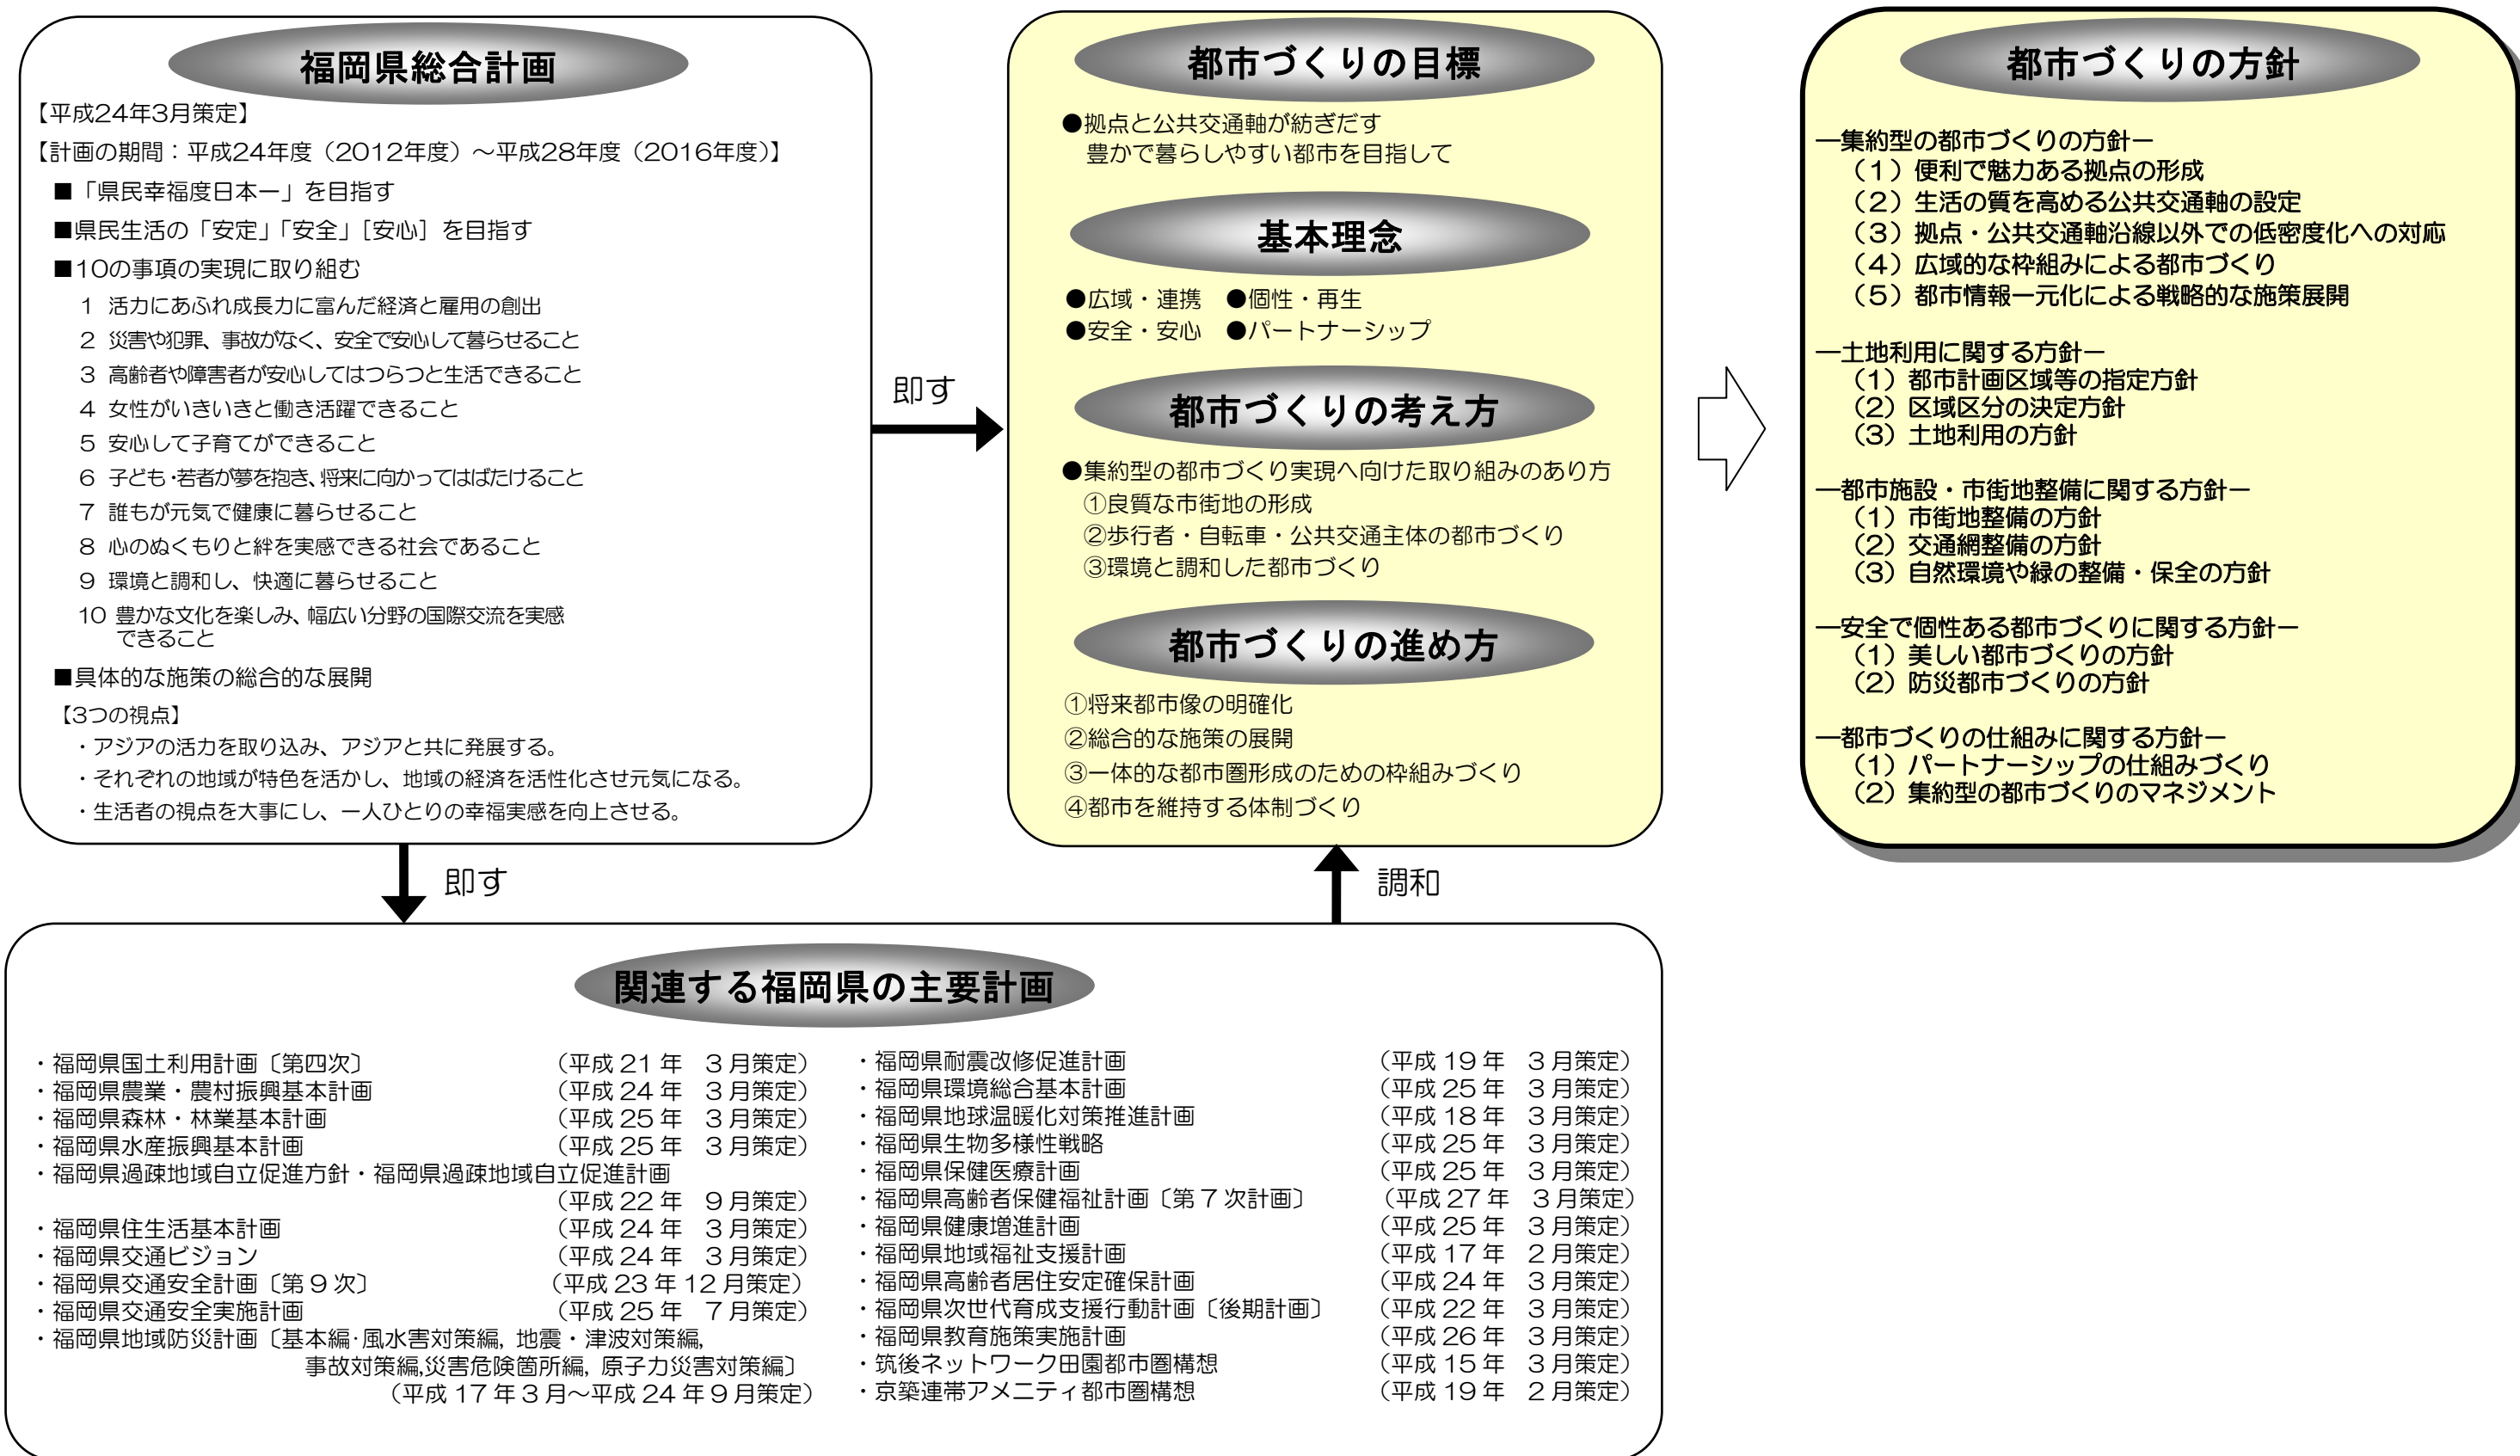 福岡県総合計画
【平成24年3月策定】
【計画の期間：平成24年度（2012年度）～平成28年度（2016年度）】
■「県民幸福度日本一」を目指す
■県民生活の「安定」「安全」［安心］を目指す
■10の事項の実現に取り組む
1 活力にあふれ成長力に富んだ経済と雇用の創出
2 災害や犯罪、事故がなく、安全で安心して暮らせること
3 高齢者や障害者が安心してはつらつと生活できること
4 女性がいきいきと働き活躍できること
5 安心して子育てができること
6 子ども・若者が夢を抱き、将来に向かってはばたけること
7 誰もが元気で健康に暮らせること
8 心のぬくもりと絆を実感できる社会であること
9 環境と調和し、快適に暮らせること
10 豊かな文化を楽しみ、幅広い分野の国際交流を実感
できること
■具体的な施策の総合的な展開
【3つの視点】
・アジアの活力を取り込み、アジアと共に発展する。
・それぞれの地域が特色を活かし、地域の経済を活性化させ元気になる。
・生活者の視点を大事にし、一人ひとりの幸福実感を向上させる。
即す
都市づくりの目標
●拠点と公共交通軸が紡ぎだす
豊かで暮らしやすい都市を目指して
基本理念
●広域・連携 ●個性・再生
●安全・安心 ●パートナーシップ
都市づくりの考え方
●集約型の都市づくり実現へ向けた取り組みのあり方
①良質な市街地の形成
②歩行者・自転車・公共交通主体の都市づくり
③環境と調和した都市づくり
都市づくりの進め方
①将来都市像の明確化
②総合的な施策の展開
③一体的な都市圏形成のための枠組みづくり
④都市を維持する体制づくり
都市づくりの方針
―集約型の都市づくりの方針―
（1）便利で魅力ある拠点の形成
（2）生活の質を高める公共交通軸の設定
（3）拠点・公共交通軸沿線以外での低密度化への対応
（4）広域的な枠組みによる都市づくり
（5）都市情報一元化による戦略的な施策展開
―土地利用に関する方針―
（1）都市計画区域等の指定方針
（2）区域区分の決定方針
（3）土地利用の方針
―都市施設・市街地整備に関する方針―
（1）市街地整備の方針
（2）交通網整備の方針
（3）自然環境や緑の整備・保全の方針
―安全で個性ある都市づくりに関する方針―
（1）美しい都市づくりの方針
（2）防災都市づくりの方針
―都市づくりの仕組みに関する方針―
（1）パートナーシップの仕組みづくり
（2）集約型の都市づくりのマネジメント
即す
調和
関連する福岡県の主要計画
・福岡県国土利用計画〔第四次〕 （平成 21 年 3 月策定）
・福岡県農業・農村振興基本計画 （平成 24 年 3 月策定）
・福岡県森林・林業基本計画 （平成 25 年 3 月策定）
・福岡県水産振興基本計画 （平成 25 年 3 月策定）
・福岡県過疎地域自立促進方針・福岡県過疎地域自立促進計画
（平成 22 年 9 月策定）
・福岡県住生活基本計画 （平成 24 年 3 月策定）
・福岡県交通ビジョン （平成 24 年 3 月策定）
・福岡県交通安全計画〔第 9 次〕 （平成 23 年 12 月策定）
・福岡県交通安全実施計画 （平成 25 年 7 月策定）
・福岡県地域防災計画〔基本編・風水害対策編, 地震・津波対策編,
事故対策編,災害危険箇所編, 原子力災害対策編〕
（平成 17 年 3 月～平成 24 年 9 月策定）
・福岡県耐震改修促進計画 （平成 19 年 3 月策定）
・福岡県環境総合基本計画 （平成 25 年 3 月策定）
・福岡県地球温暖化対策推進計画 （平成 18 年 3 月策定）
・福岡県生物多様性戦略 （平成 25 年 3 月策定）
・福岡県保健医療計画 （平成 25 年 3 月策定）
・福岡県高齢者保健福祉計画〔第 7 次計画〕 （平成 27 年 3 月策定）
・福岡県健康増進計画 （平成 25 年 3 月策定）
・福岡県地域福祉支援計画 （平成 17 年 2 月策定）
・福岡県高齢者居住安定確保計画 （平成 24 年 3 月策定）
・福岡県次世代育成支援行動計画〔後期計画〕 （平成 22 年 3 月策定）
・福岡県教育施策実施計画 （平成 26 年 3 月策定）
・筑後ネットワーク田園都市圏構想 （平成 15 年 3 月策定）
・京築連帯アメニティ都市圏構想 （平成 19 年 2 月策定）